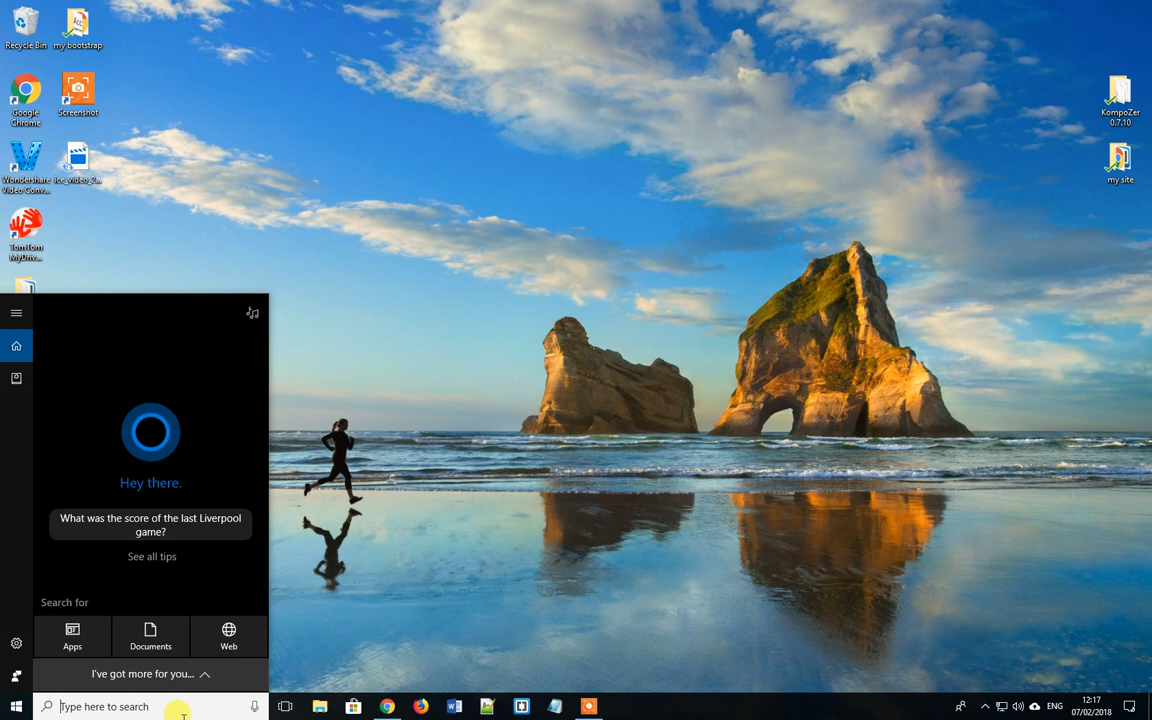 Recycle Bin
my bootstrap
Google
Chrome
Screenshot
Wondershare
Video Conv...
ice_video_2...
TomTom
MyDriv...
KompoZer
0.7.10
my site
Hey there.
What was the score of the last Liverpool
game?
See all tips
Search for
Apps
Documents
Web
I've got more for you...
Type here to search
ENG
12:17
07/02/2018